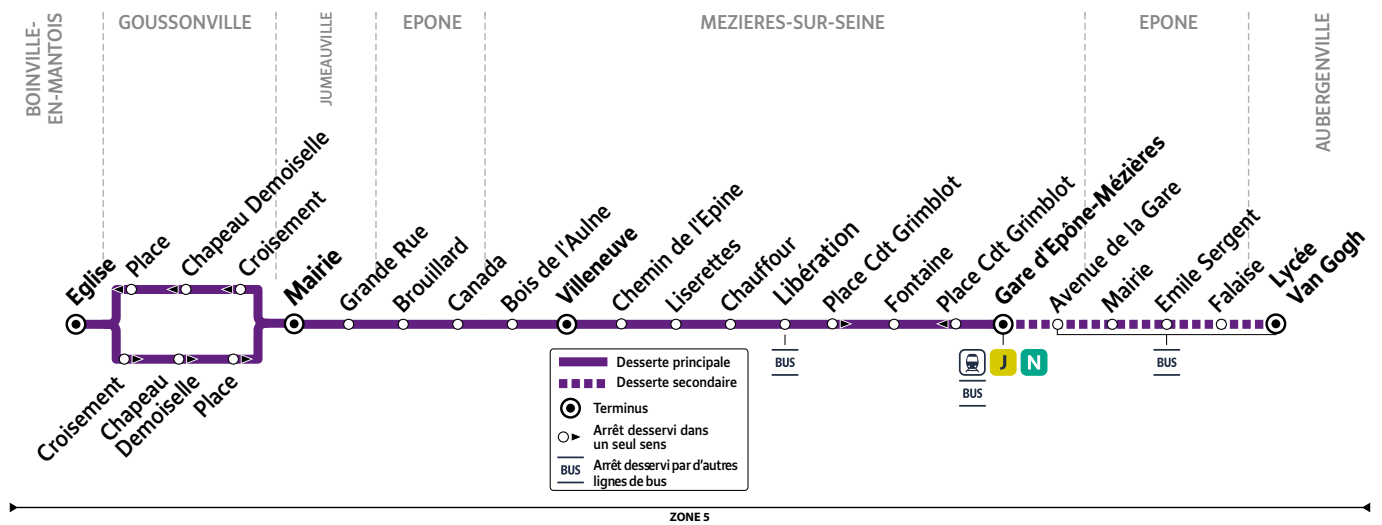 BOINVILLE-
EN-MANTOIS
GOUSSONVILLE
JUMEAUVILLE
EPONE
MEZIERES-SUR-SEINE
EPONE
AUBERGENVILLE
Eglise
Place
Chapeau Demoiselle
Croisement
Croisement
Chapeau
Demoiselle
Place
Mairie
Grande Rue
Brouillard
Canada
Bois de l'Aulne
Villeneuve
Chemin de l'Epine
Liserettes
Chauffour
Libération
Place Cdt Grimblot
Fontaine
Place Cdt Grimblot
Gare d'Epône-Mézières
Avenue de la Gare
Mairie
Emile Sergent
Falaise
Lycée
Van Gogh
BUS
J N
BUS
BUS
Desserte principale
Desserte secondaire
Terminus
Arrêt desservi dans
un seul sens
BUS Arrêt desservi par d'autres
lignes de bus
ZONE 5